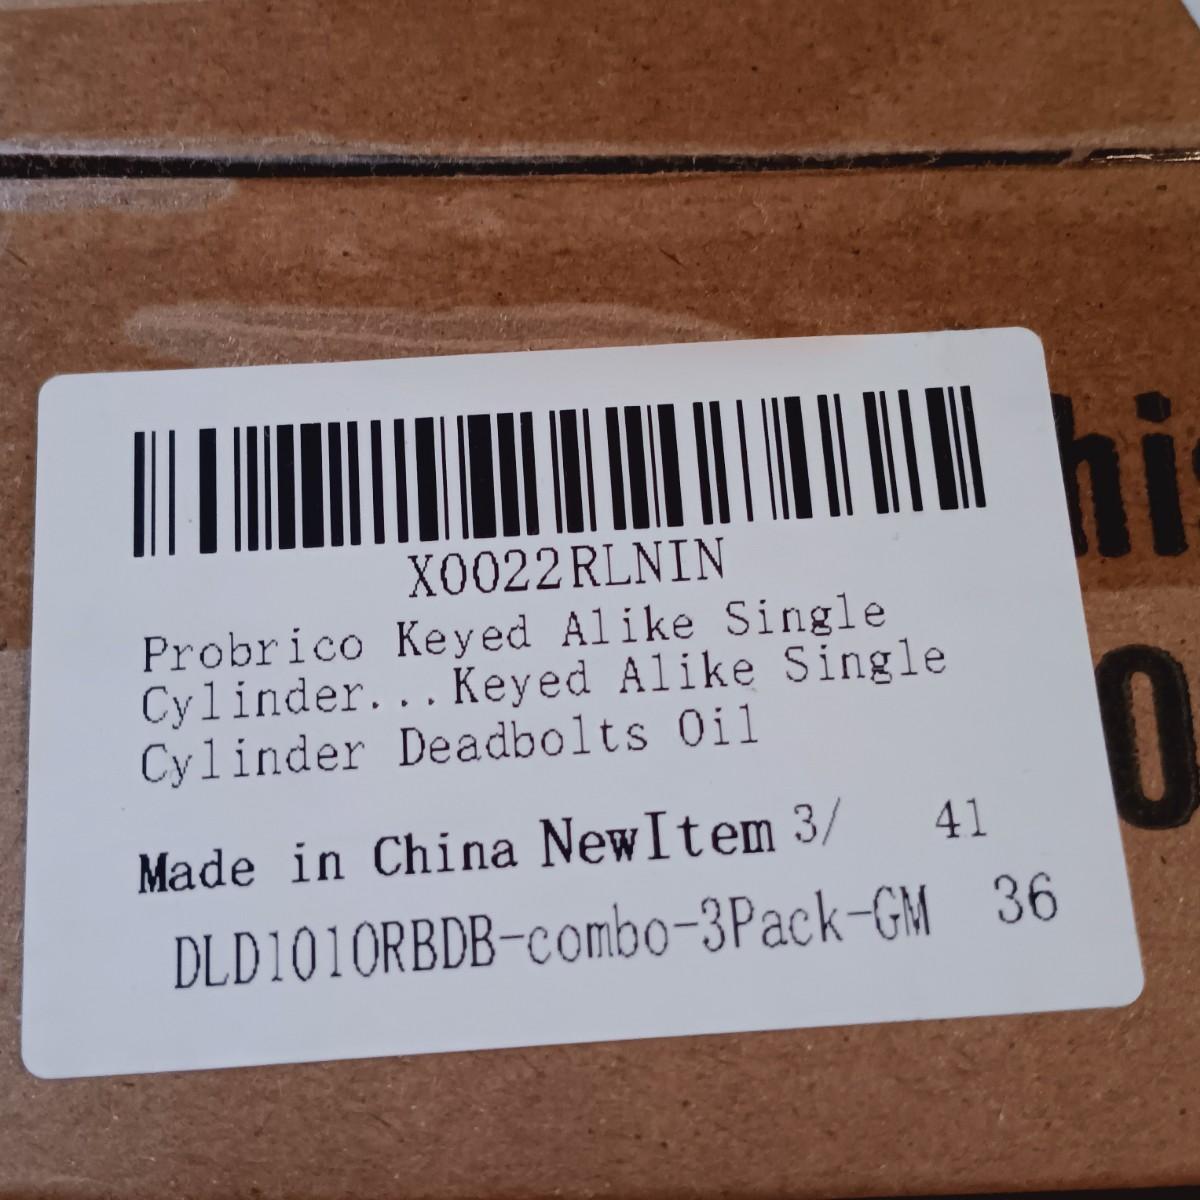 X0022RLNIN
Probrico Keyed Alike Single
Cylinder...Keyed Alike Single
Cylinder Deadbolts Oil
Made in China NewItem 3/ 41
DLD1010RBDB-combo-3Pack-GM 36